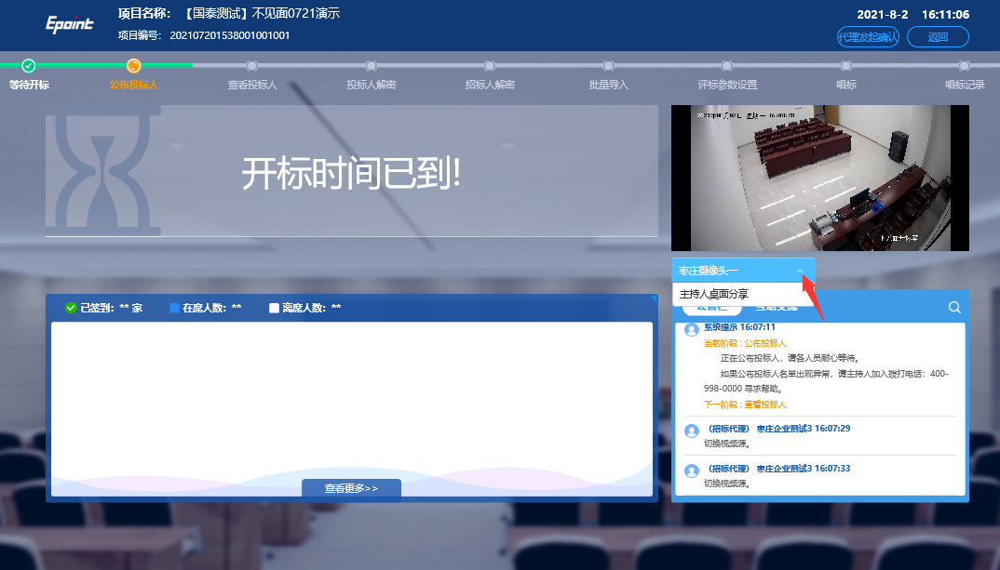 Epoint
项目名称： 【国泰测试】不见面0721演示
项目编号： 202107201538001001001
2021-8-2 16:11:06
代理发起确认 返回
等待开标 公布投标人 查看投标人 投标人解密 招标人解密 批量导入 评标参数设置 唱标 唱标记录
开标时间已到!
枣庄摄像头一
主持人桌面分享
已签到： ** 家 在席人数： ** 离席人数： **
系统提示 16:07:11
当前阶段 : 公布投标人
正在公布投标人，请各人员耐心等待。
如果公布投标人名单出现异常，请主持人加入拨打电话：400-
998-0000 寻求帮助。
下一阶段 : 查看投标人
（招标代理） 枣庄企业测试3 16:07:29
切换视频源。
（招标代理） 枣庄企业测试3 16:07:33
切换视频源。
查看更多>>